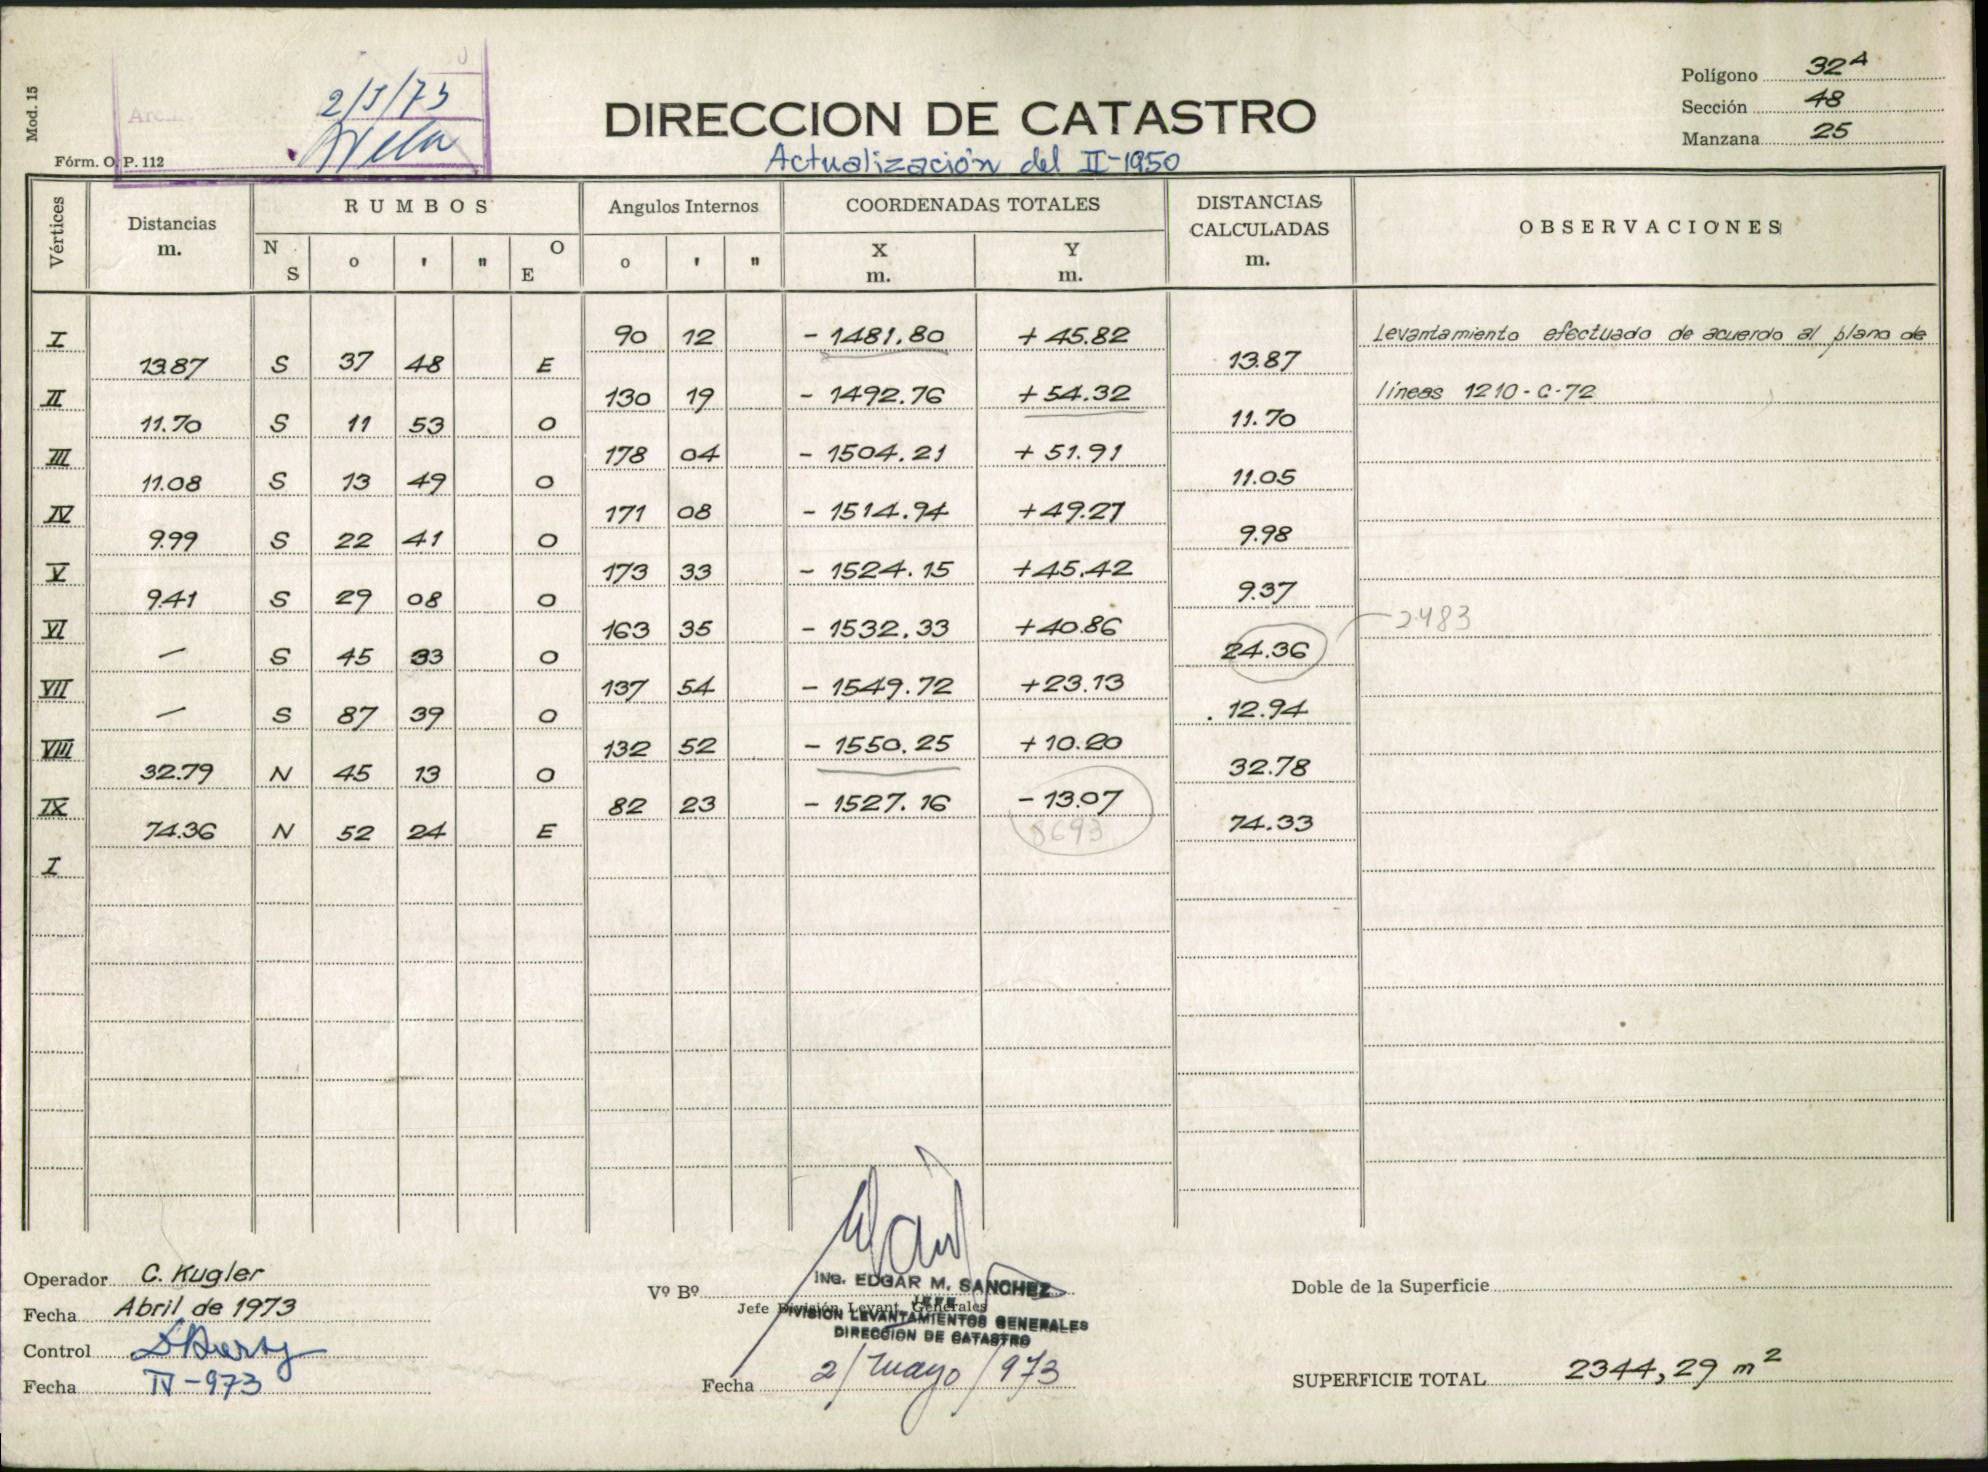 Mod. 15
2/5/73
Fórm. O. P. 112
DIRECCION DE CATASTRO
Actualización del II-1950
Polígono 32A
Sección 48
Manzana 25
Vértices Distancias m. RUMBOS Angulos Internos COORDENADAS TOTALES DISTANCIAS CALCULADAS m. OBSERVACIONES
N S o ' " O E o ' " X m. Y m.
I 90 12 - 1481,80 + 45.82 Levantamiento efectuado de acuerdo al plano de
13.87 S 37 48 E 13.87
II 130 19 - 1492.76 + 54.32 líneas 1210-C-72
11.70 S 11 53 O 11.70
III 178 04 - 1504.21 + 51.91
11.08 S 13 49 O 11.05
IV 171 08 - 1514.94 +49.27
9.99 S 22 41 O 9.98
V 173 33 - 1524.15 +45.42
9.41 S 29 08 O 9.37
VI 163 35 - 1532,33 +40.86 2483
— S 45 33 O 24.36
VII 137 54 - 1549.72 +23.13
— S 87 39 O 12.94
VIII 132 52 - 1550.25 +10.20
32.79 N 45 13 O 32.78
IX 82 23 - 1527.16 -13.07
74.36 N 52 24 E 8693 74.33
I
Operador C. Kugler
Fecha Abril de 1973
Control
Fecha IV-973
Vº Bº
ING. EDGAR M. SANCHEZ
Jefe División Levant. Generales
JEFE
DIVISION LEVANTAMIENTOS GENERALES
DIRECCION DE CATASTRO
Fecha 2/mayo/973
Doble de la Superficie
SUPERFICIE TOTAL 2344,29 m²